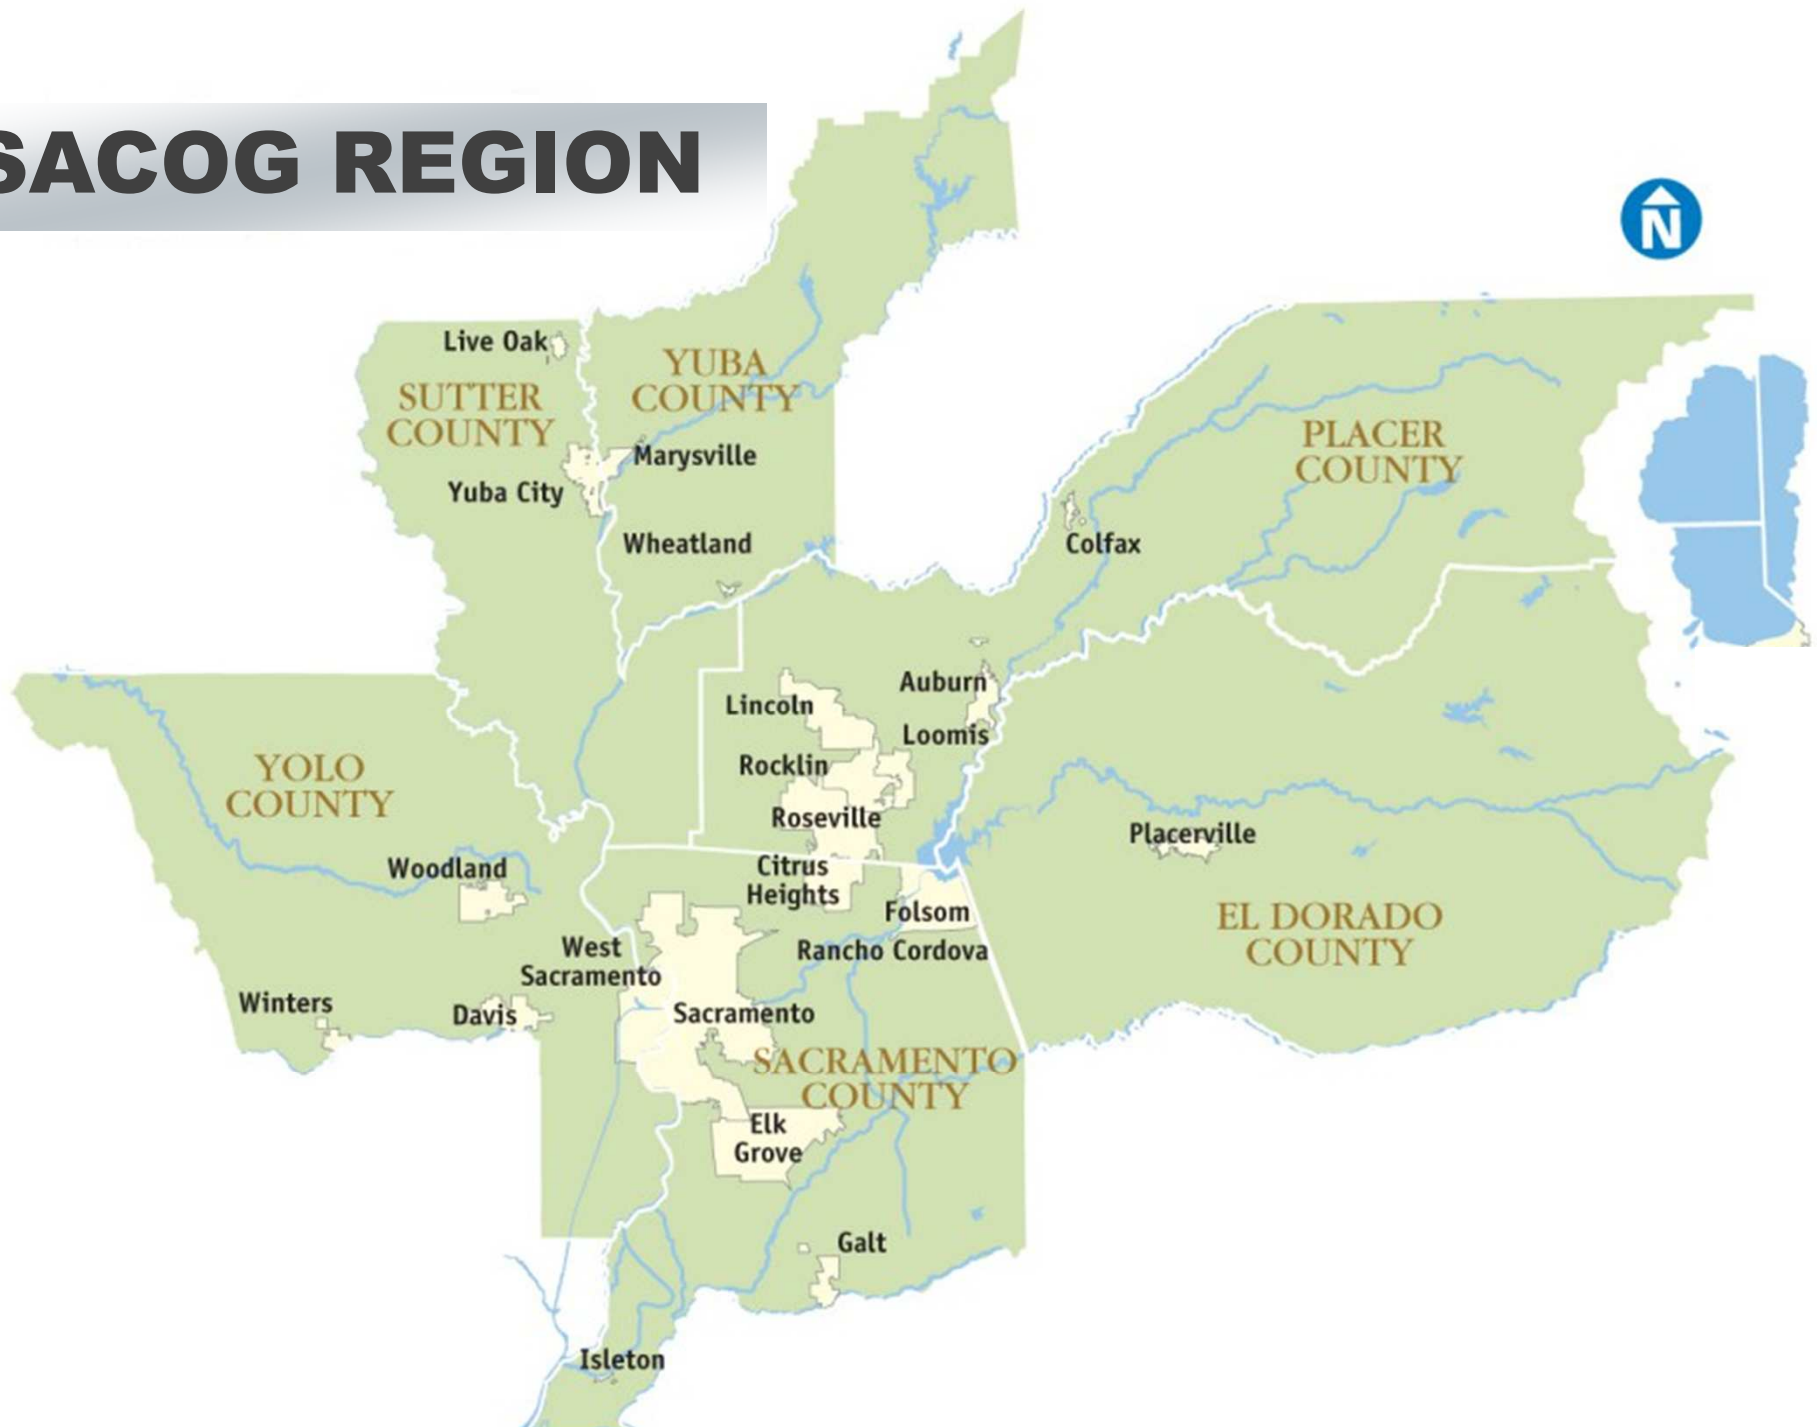 SACOG REGION
N
Live Oak
SUTTER
COUNTY
YUBA
COUNTY
Marysville
Yuba City
Wheatland
PLACER
COUNTY
Colfax
Auburn
Lincoln
Loomis
Rocklin
Roseville
Citrus
Heights
Folsom
Rancho Cordova
YOLO
COUNTY
Woodland
West
Sacramento
Winters
Davis
Sacramento
SACRAMENTO
COUNTY
Placerville
EL DORADO
COUNTY
Elk
Grove
Galt
Isleton